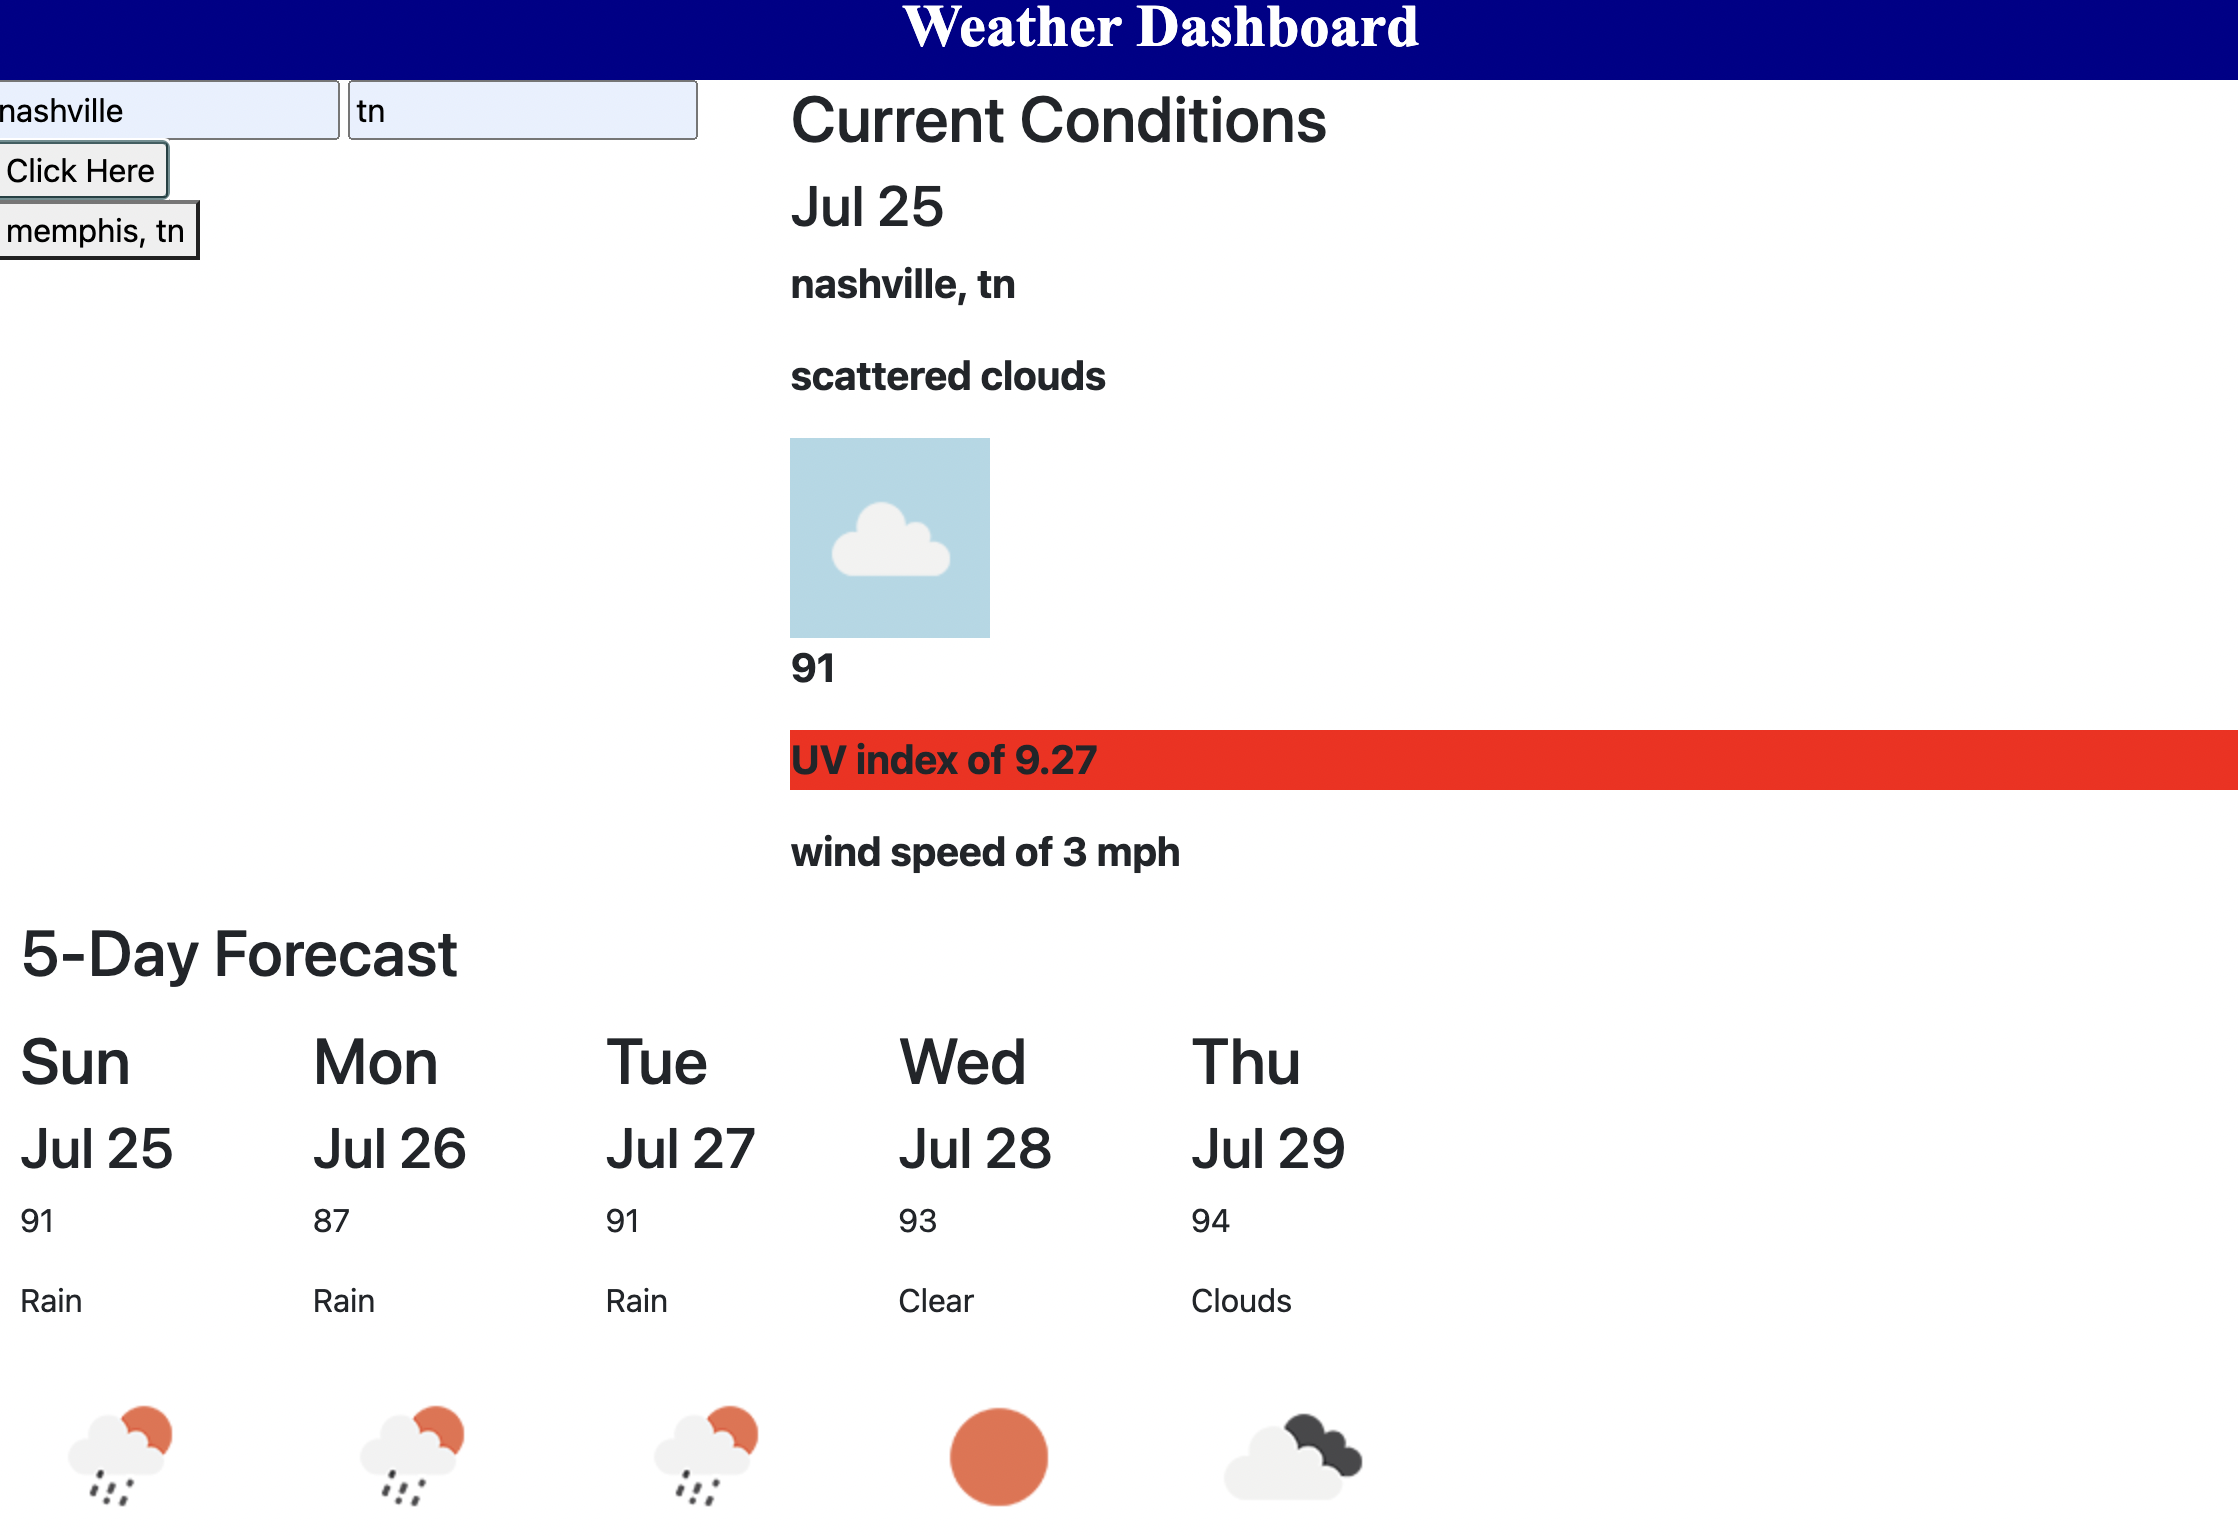 Weather Dashboard
nashville tn
Click Here
memphis, tn
Current Conditions
Jul 25
nashville, tn
scattered clouds
91
UV index of 9.27
wind speed of 3 mph
5-Day Forecast
Sun Mon Tue Wed Thu
Jul 25 Jul 26 Jul 27 Jul 28 Jul 29
91 87 91 93 94
Rain Rain Rain Clear Clouds